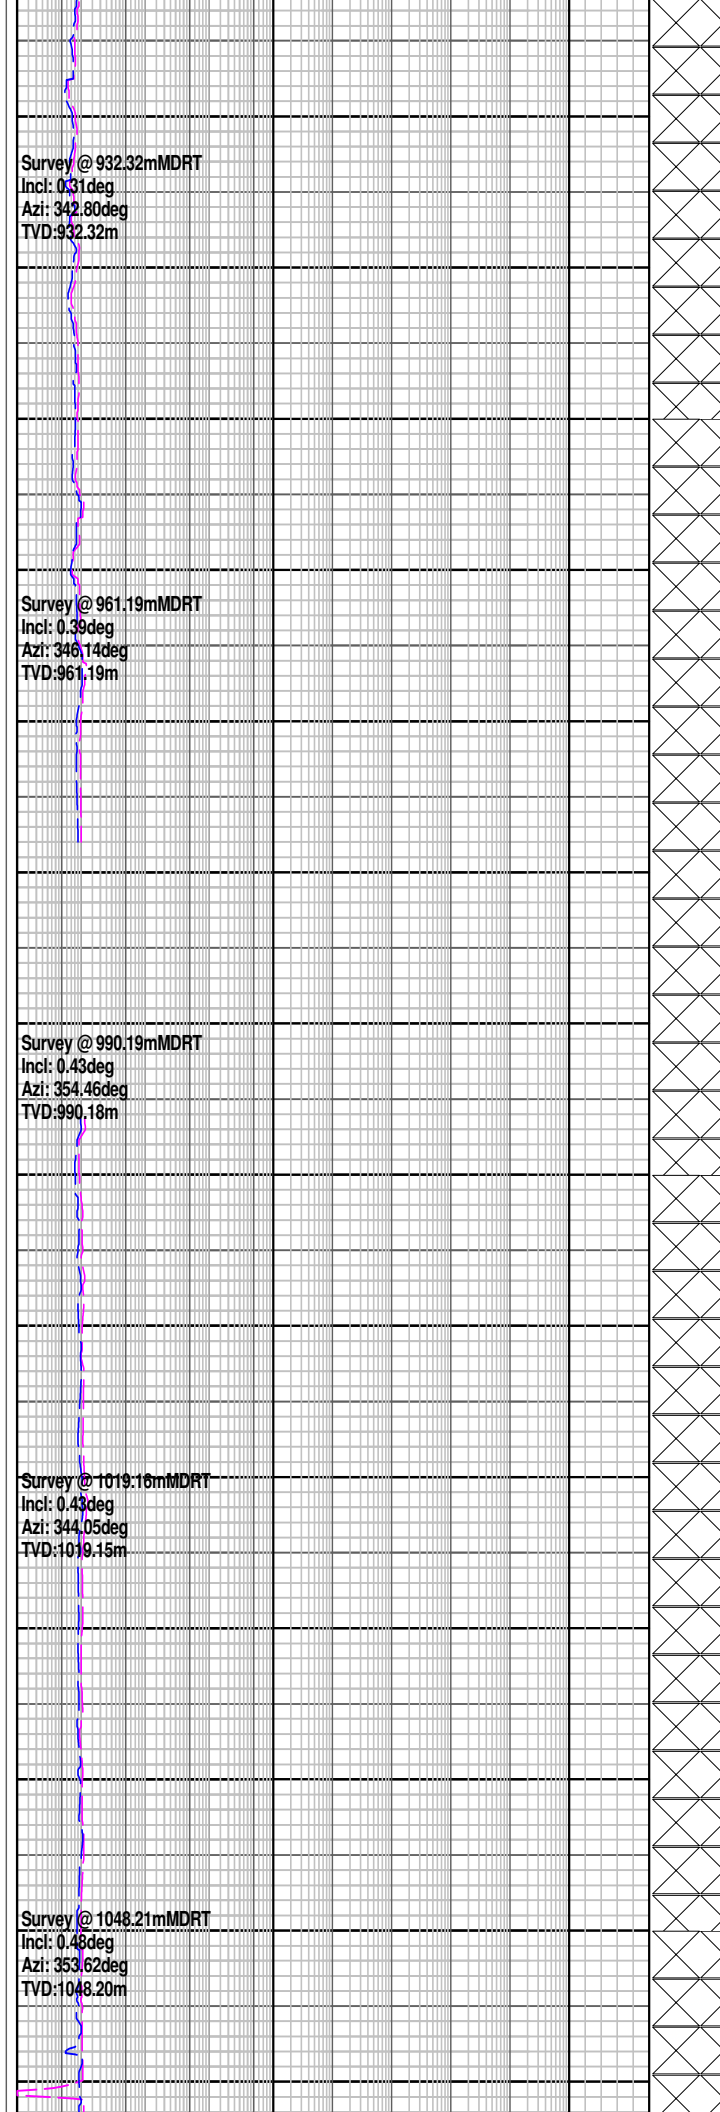 Survey @ 932.32mMDRT
Incl: 0.31deg
Azi: 342.80deg
TVD:932.32m
Survey @ 961.19mMDRT
Incl: 0.39deg
Azi: 346.14deg
TVD:961.19m
Survey @ 990.19mMDRT
Incl: 0.43deg
Azi: 354.46deg
TVD:990.18m
Survey @ 1019.16mMDRT
Incl: 0.43deg
Azi: 344.05deg
TVD:1019.15m
Survey @ 1048.21mMDRT
Incl: 0.48deg
Azi: 353.62deg
TVD:1048.20m